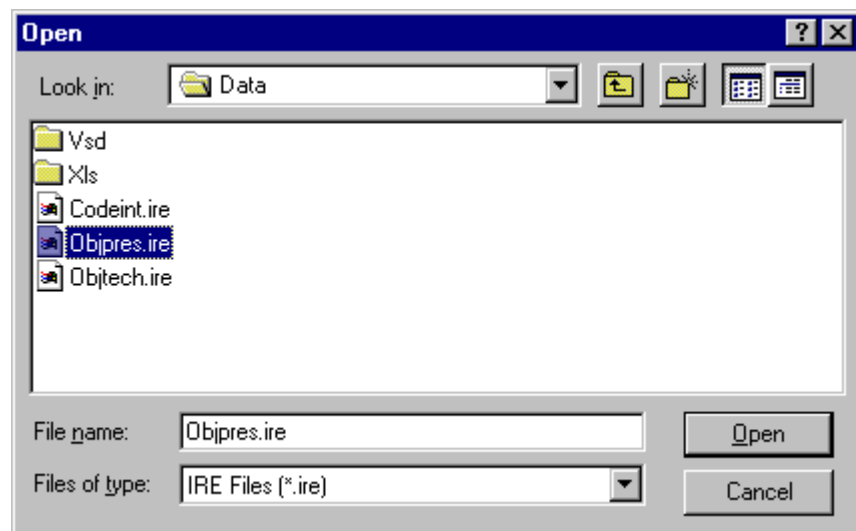 Open
Look in: Data
Vsd
Xls
Codeint.ire
Objpres.ire
Objtech.ire
File name: Objpres.ire Open
Files of type: IRE Files (*.ire) Cancel